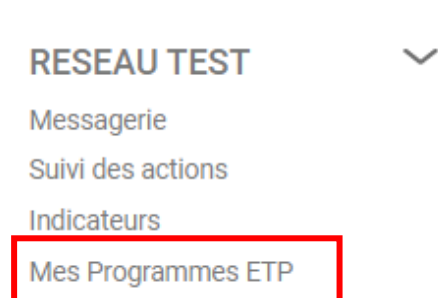 RESEAU TEST
Messagerie
Suivi des actions
Indicateurs
Mes Programmes ETP